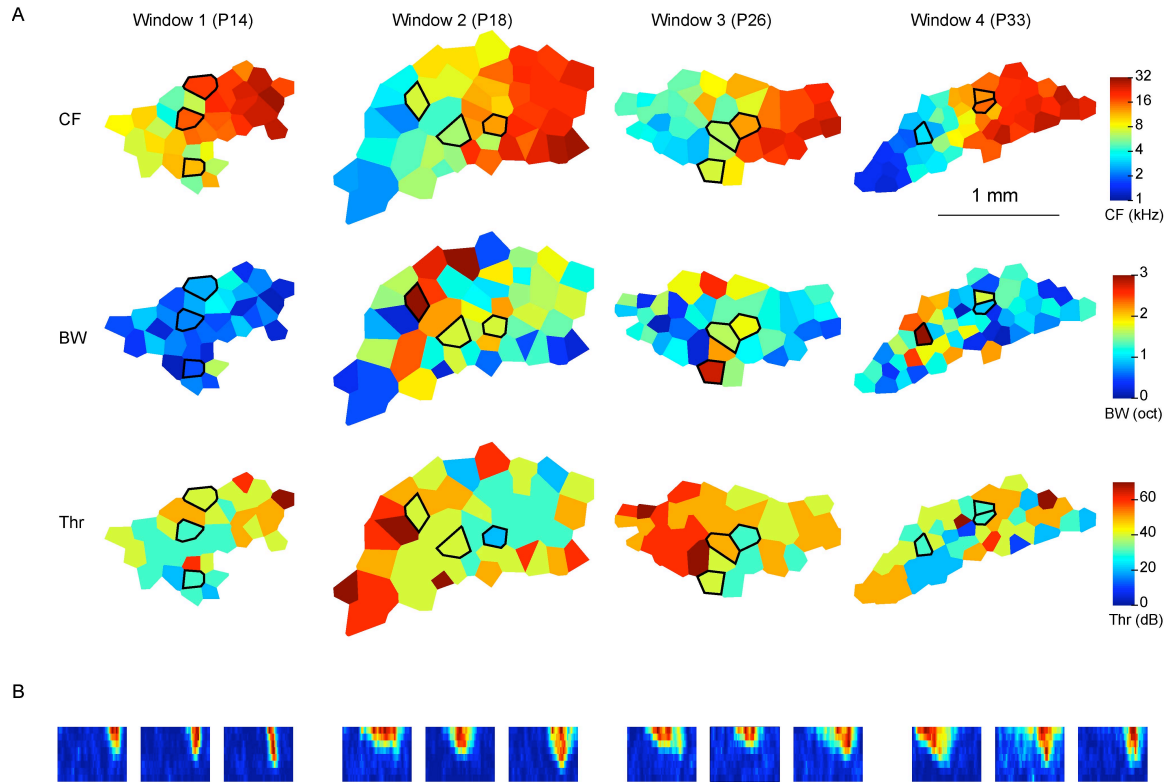 A
Window 1 (P14) Window 2 (P18) Window 3 (P26) Window 4 (P33)
CF
32
16
8
4
2
1
CF (kHz)
1 mm
BW
3
2
1
0
BW (oct)
Thr
60
40
20
0
Thr (dB)
B